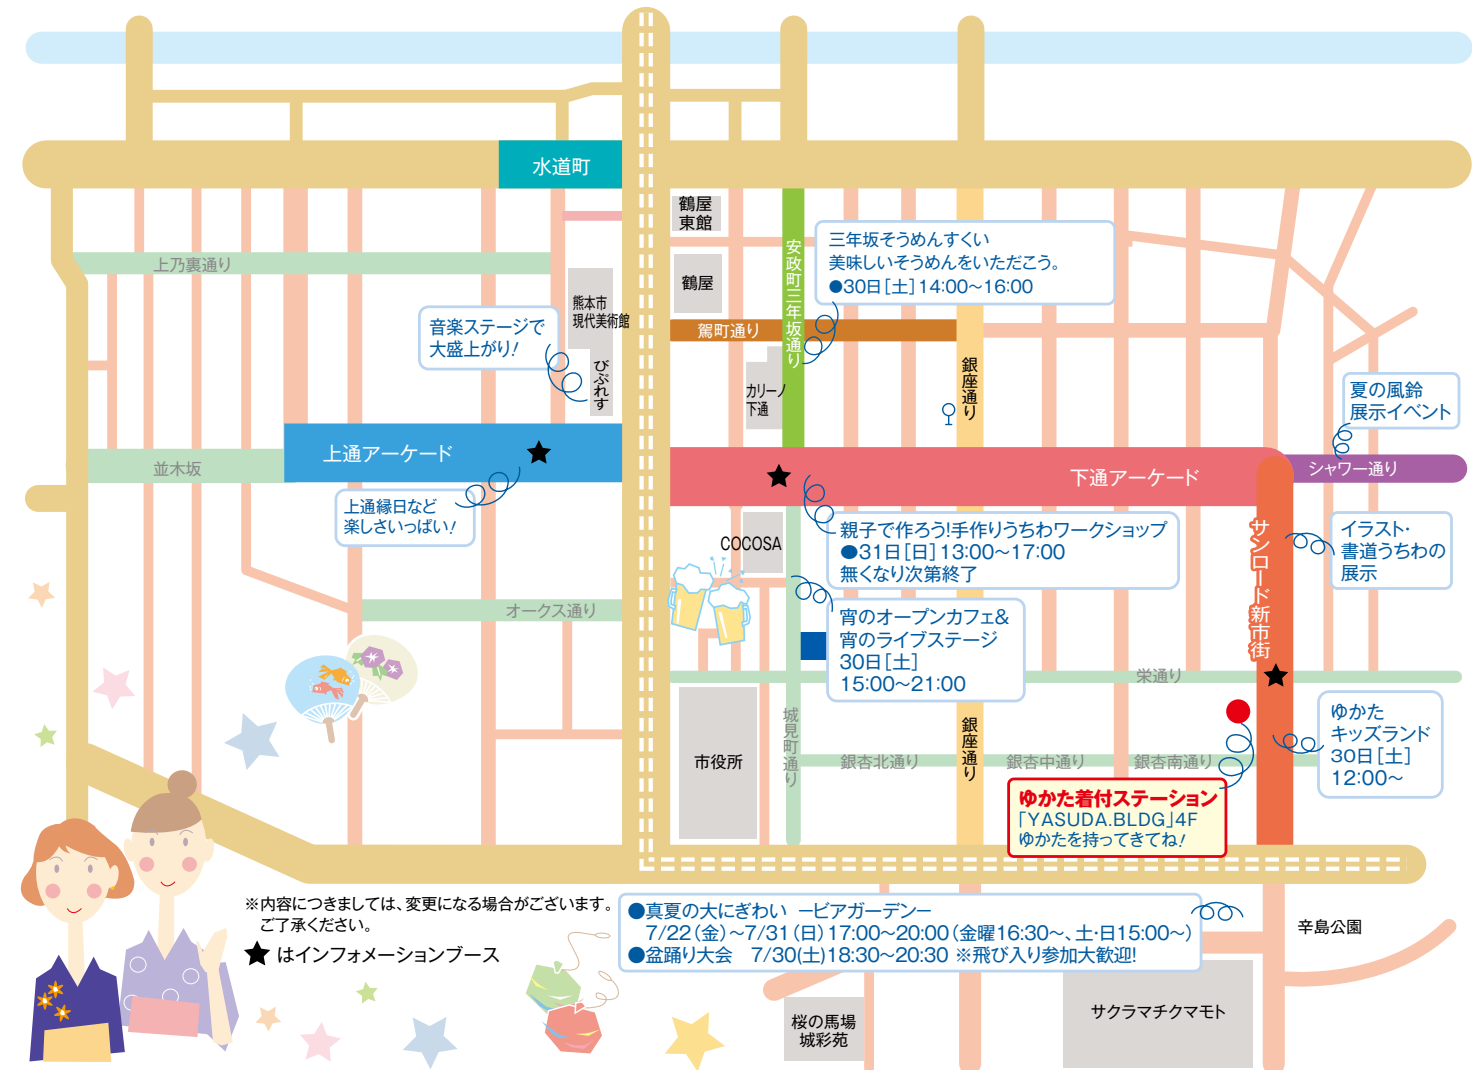 水道町
鶴屋
東館
三年坂そうめんすくい
美味しいそうめんをいただこう。
●30日［土］14:00～16:00
安政町三年坂通り
上乃裏通り
鶴屋
熊本市
現代美術館
音楽ステージで
大盛上がり！
駕町通り
びぷれす
カリーノ
下通
銀座通り
夏の風鈴
展示イベント
上通アーケード
並木坂
下通アーケード
シャワー通り
上通縁日など
楽しさいっぱい！
親子で作ろう!手作りうちわワークショップ
●31日［日］13:00～17:00
無くなり次第終了
COCOSA
サンロード新市街
イラスト・
書道うちわの
展示
オークス通り
宵のオープンカフェ&
宵のライブステージ
30日［土］
15:00～21:00
栄通り
城見町通り
市役所
銀座通り
銀杏北通り
銀杏中通り
銀杏南通り
ゆかた
キッズランド
30日［土］
12:00～
ゆかた着付ステーション
「YASUDA.BLDG」4F
ゆかたを持ってきてね！
※内容につきましては、変更になる場合がございます。
ご了承ください。
★はインフォメーションブース
●真夏の大にぎわい　ービアガーデンー
7/22（金）～7/31（日）17:00～20:00（金曜16:30～、土・日15:00～）
●盆踊り大会　7/30(土)18:30～20:30 ※飛び入り参加大歓迎!
辛島公園
桜の馬場
城彩苑
サクラマチクマモト